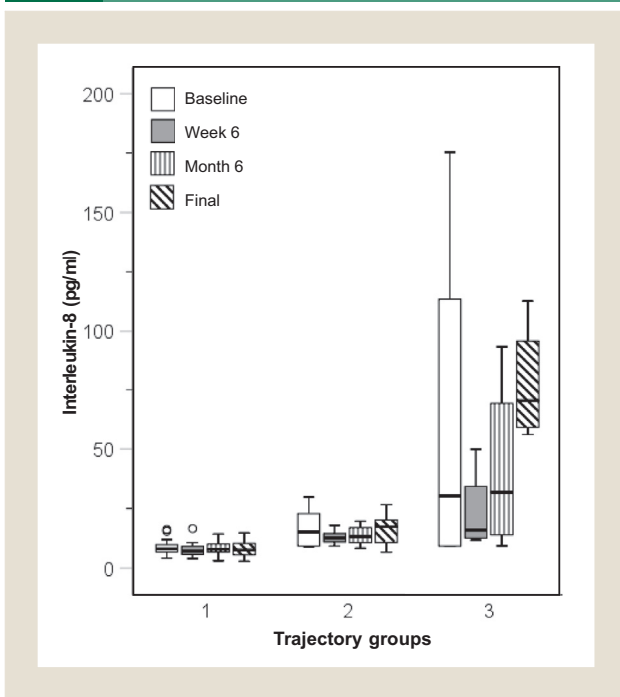 200
Baseline
Week 6
Month 6
Final
150
Interleukin-8 (pg/ml)
100
50
0
1 2 3
Trajectory groups